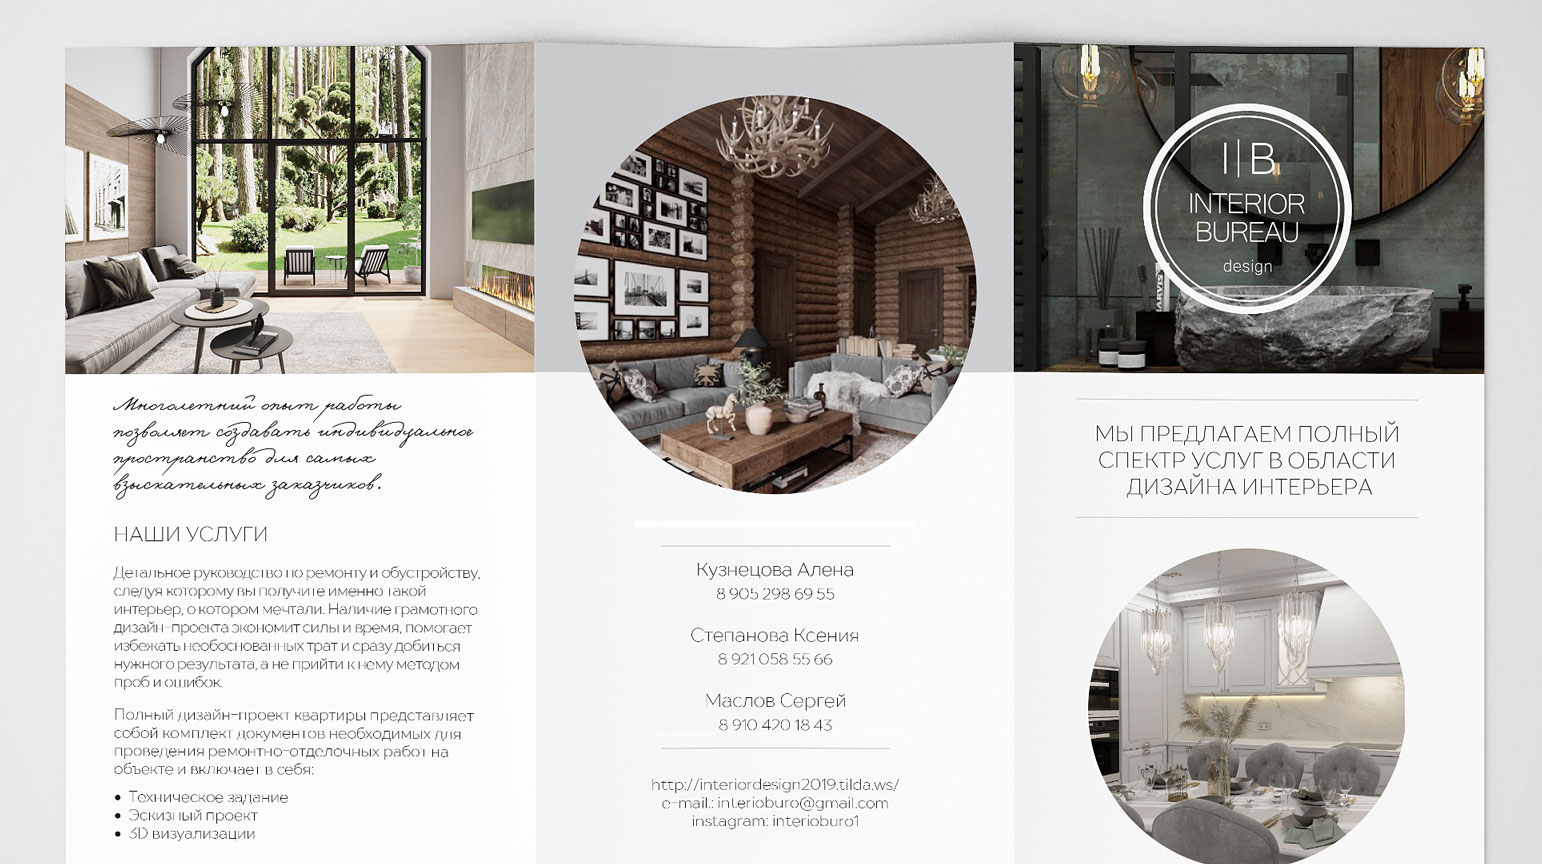 Многолетний опыт работы
позволяет создавать индивидуальное
пространство для самых
взыскательных заказчиков.
НАШИ УСЛУГИ
Детальное руководство по ремонту и обустройству,
следуя которому вы получите именно такой
интерьер, о котором мечтали. Наличие грамотного
дизайн-проекта экономит силы и время, помогает
избежать необоснованных трат и сразу добиться
нужного результата, а не прийти к нему методом
проб и ошибок.
Полный дизайн-проект квартиры представляет
собой комплект документов необходимых для
проведения ремонтно-отделочных работ на
объекте и включает в себя:
• Техническое задание
• Эскизный проект
• 3D визуализации
Кузнецова Алена
8 905 298 69 55
Степанова Ксения
8 921 058 55 66
Маслов Сергей
8 910 420 18 43
http://interiordesign2019.tilda.ws/
e-mail.: interioburo@gmail.com
instagram: interioburo1
I|B
INTERIOR
BUREAU
design
МЫ ПРЕДЛАГАЕМ ПОЛНЫЙ
СПЕКТР УСЛУГ В ОБЛАСТИ
ДИЗАЙНА ИНТЕРЬЕРА